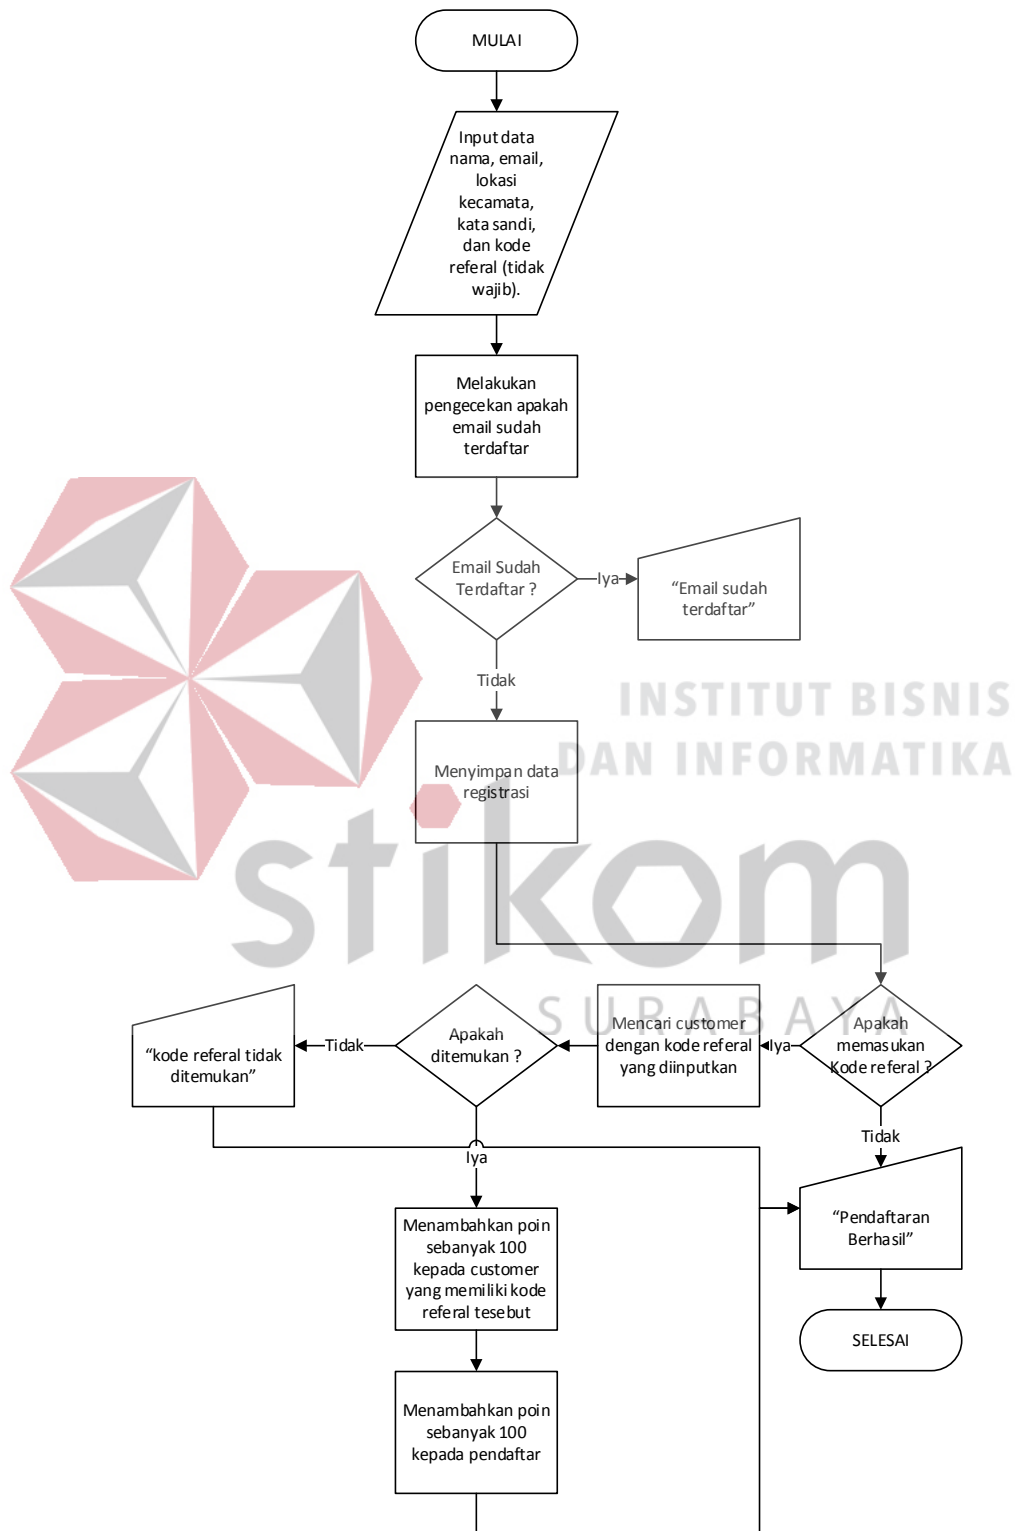 MULAI
Input data
nama, email,
lokasi
kecamata,
kata sandi,
dan kode
referal (tidak
wajib).
Melakukan
pengecekan apakah
email sudah
terdaftar
Email Sudah
Terdaftar ?
Iya
“Email sudah
terdaftar”
Tidak
INSTITUT BISNIS
DAN INFORMATIKA
Menyimpan data
registrasi
stikom
SURABAYA
Apakah
memasukan
Kode referal ?
Iya
Mencari customer
dengan kode referal
yang diinputkan
Apakah
ditemukan ?
Tidak
“kode referal tidak
ditemukan”
Tidak
Iya
“Pendaftaran
Berhasil”
Menambahkan poin
sebanyak 100
kepada customer
yang memiliki kode
referal tesebut
SELESAI
Menambahkan poin
sebanyak 100
kepada pendaftar